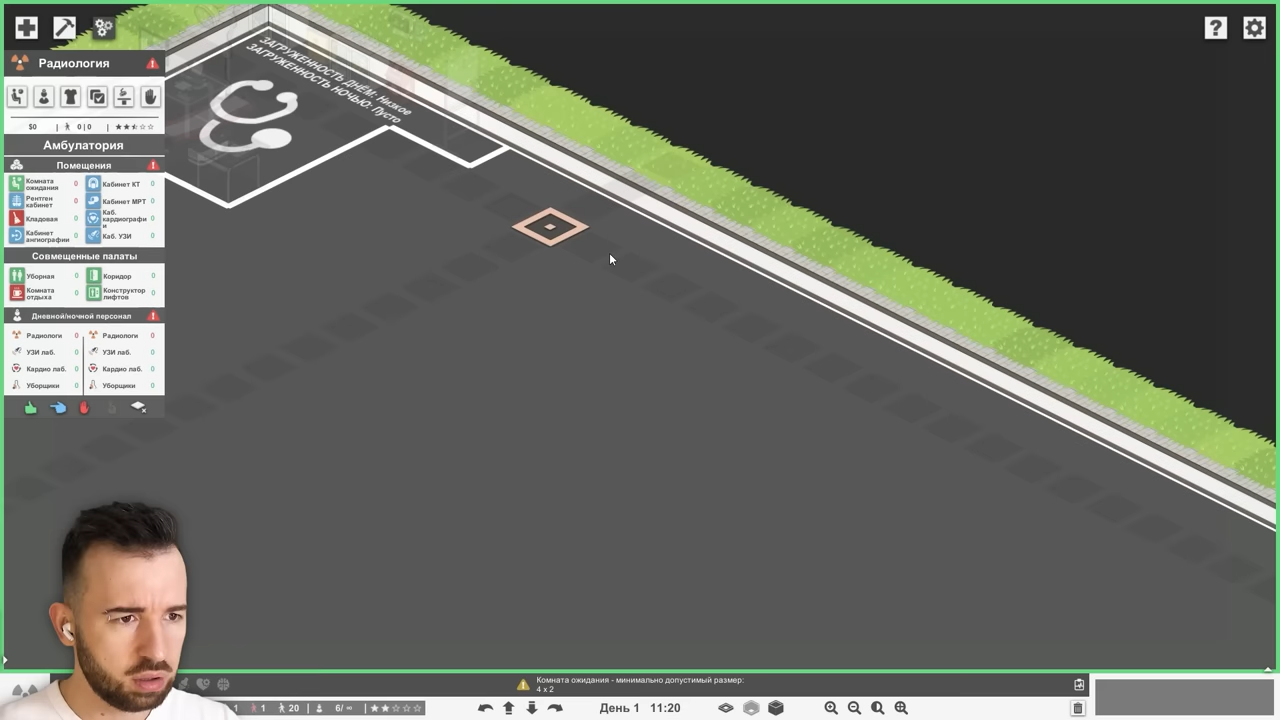 Радиология
$0 | 0|0 |
Амбулатория
Помещения
Комната ожидания 0
Кабинет КТ 0
Рентген кабинет 0
Кабинет МРТ 0
Кладовая 0
Каб. кардиографии 0
Кабинет ангиографии 0
Каб. УЗИ 0
Совмещенные палаты
Уборная 0
Коридор 0
Комната отдыха 0
Конструктор лифтов 0
Дневной/ночной персонал
Радиологи 0
Радиологи 0
УЗИ лаб. 0
УЗИ лаб. 0
Кардио лаб. 0
Кардио лаб. 0
Уборщики 0
Уборщики 0
ЗАГРУЖЕННОСТЬ ДНЁМ: Низкое
ЗАГРУЖЕННОСТЬ НОЧЬЮ: Пусто
?
Комната ожидания - минимально допустимый размер:
4 x 2
1 1 20 | 6/ ∞ |
День 1 11:20